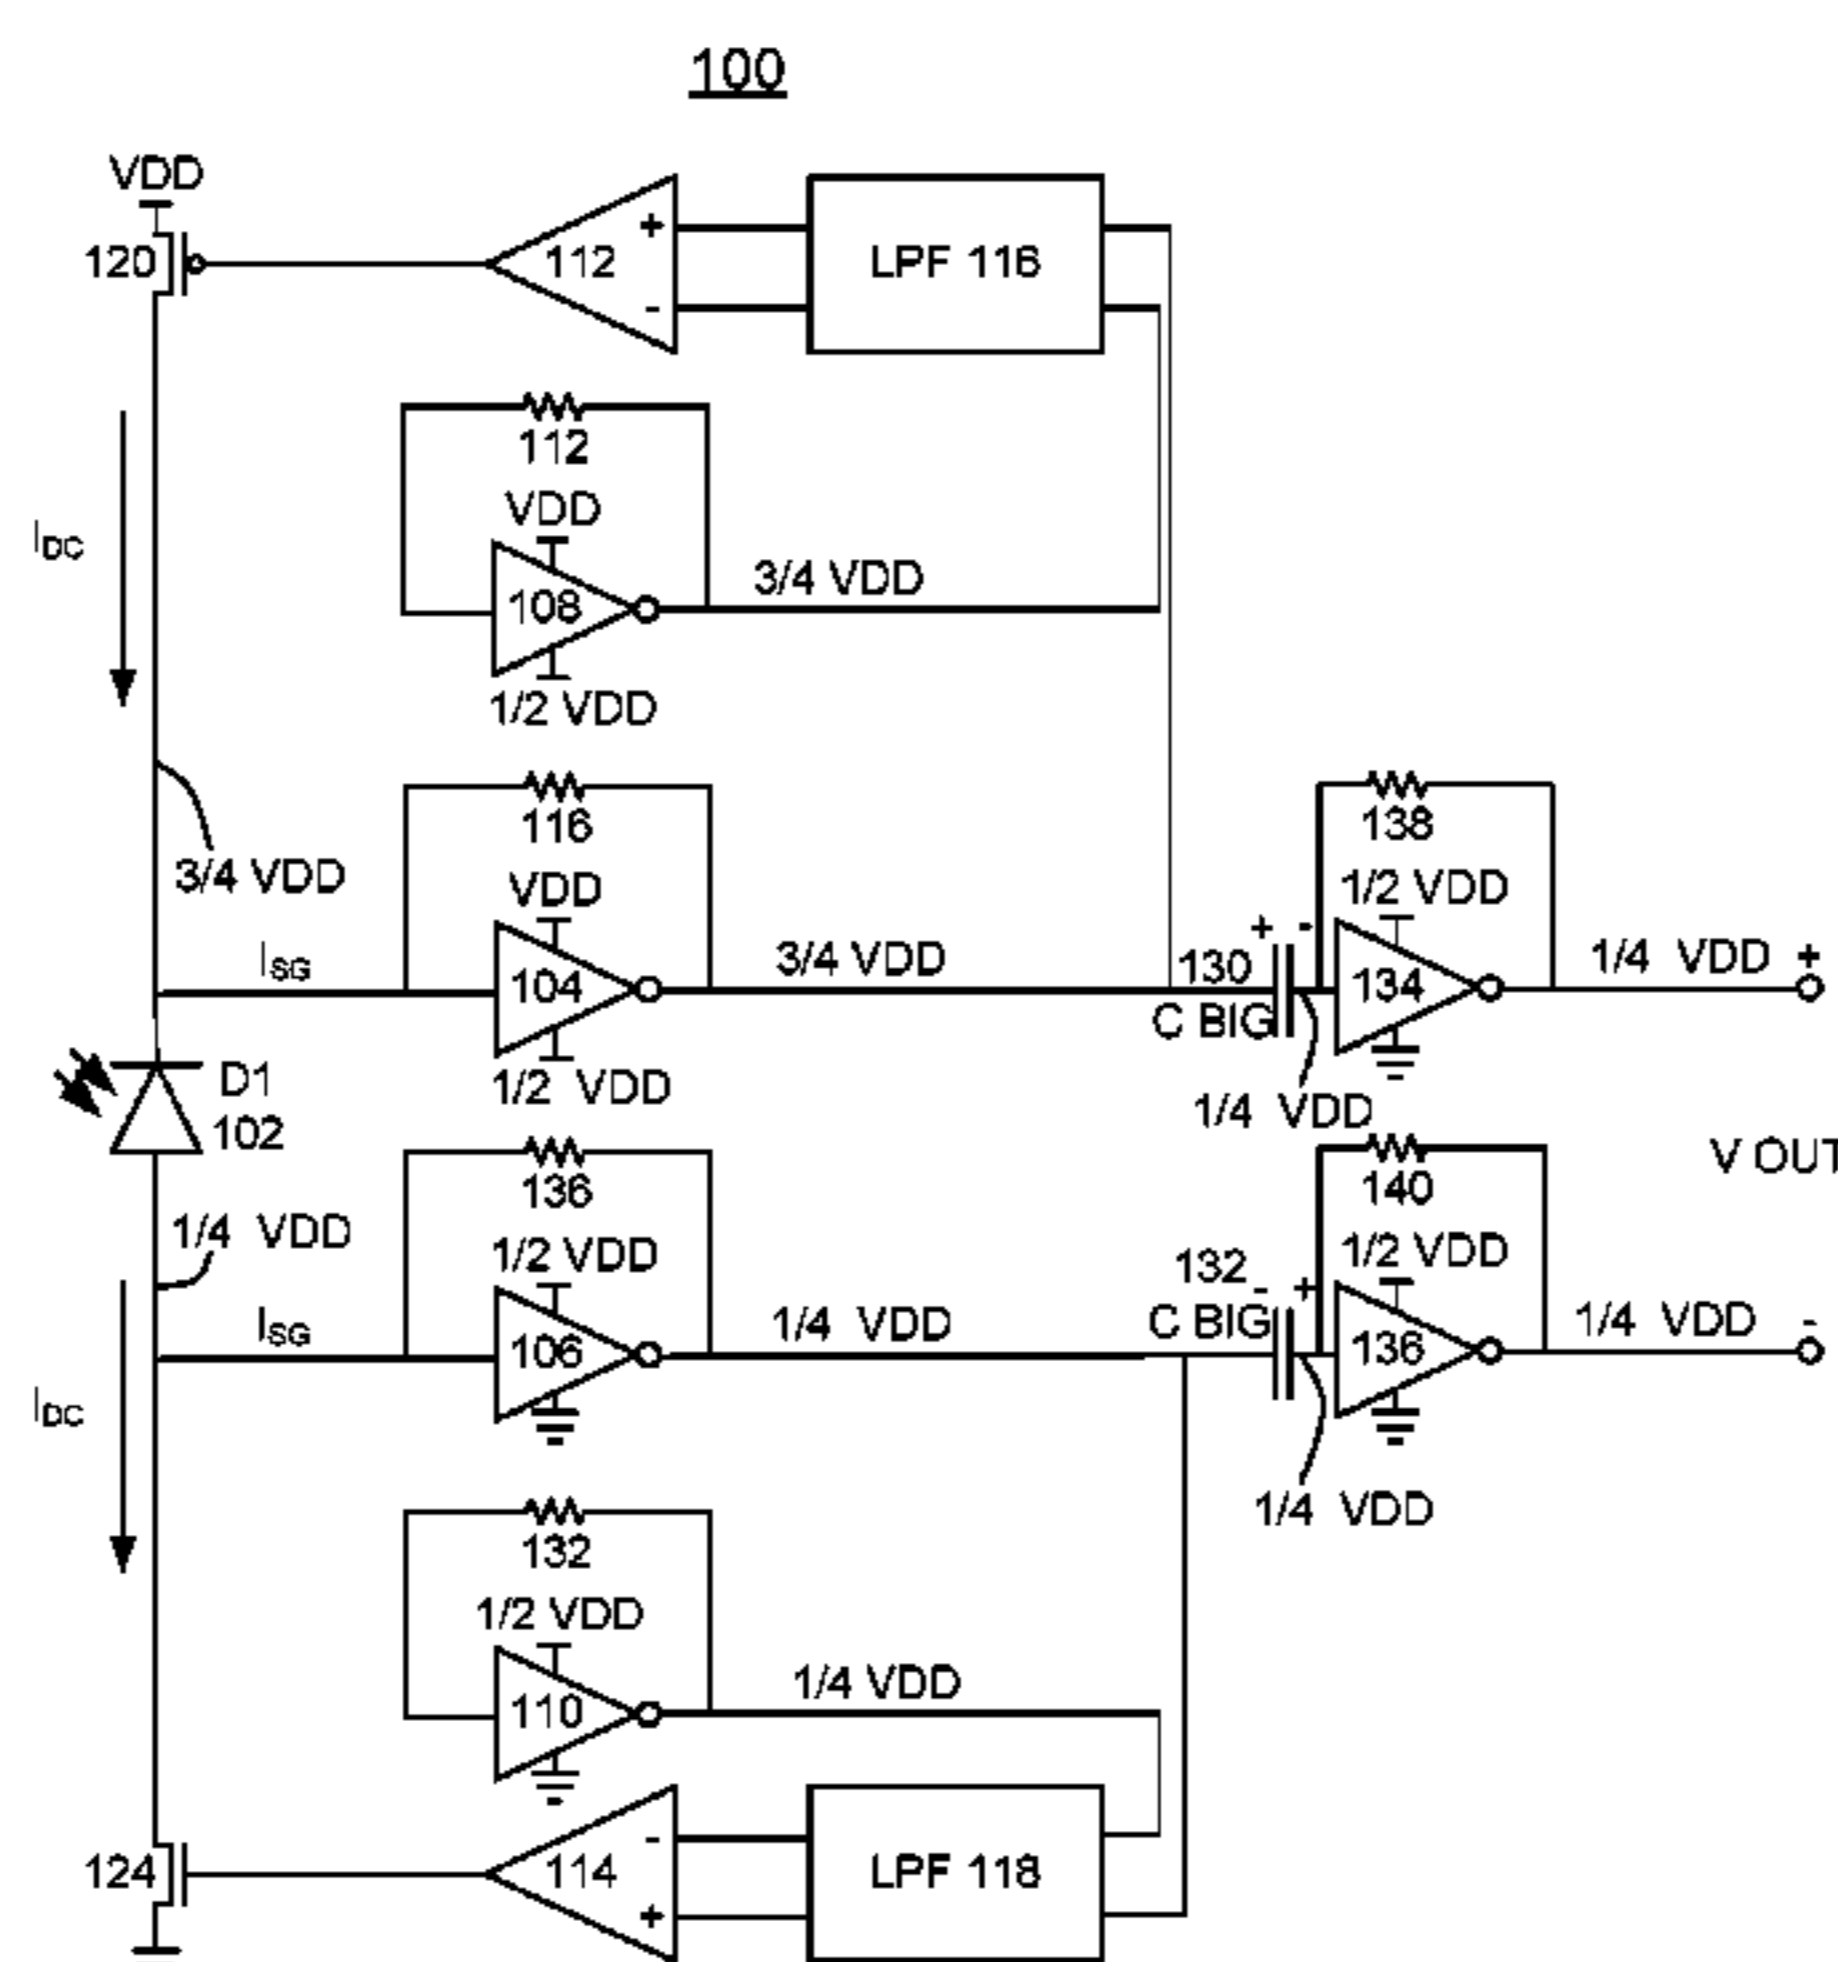 100
VDD
120
+
112
-
LPF 116
112
VDD
108
3/4 VDD
1/2 VDD
IDC
116
3/4 VDD
VDD
ISG
104
3/4 VDD
1/2 VDD
130
+ -
C BIG
1/4 VDD
138
1/2 VDD
134
1/4 VDD +
D1
102
V OUT
136
1/4 VDD
1/2 VDD
ISG
106
1/4 VDD
132
- +
C BIG
1/4 VDD
140
1/2 VDD
136
1/4 VDD -
IDC
132
1/2 VDD
110
1/4 VDD
124
-
114
+
LPF 118